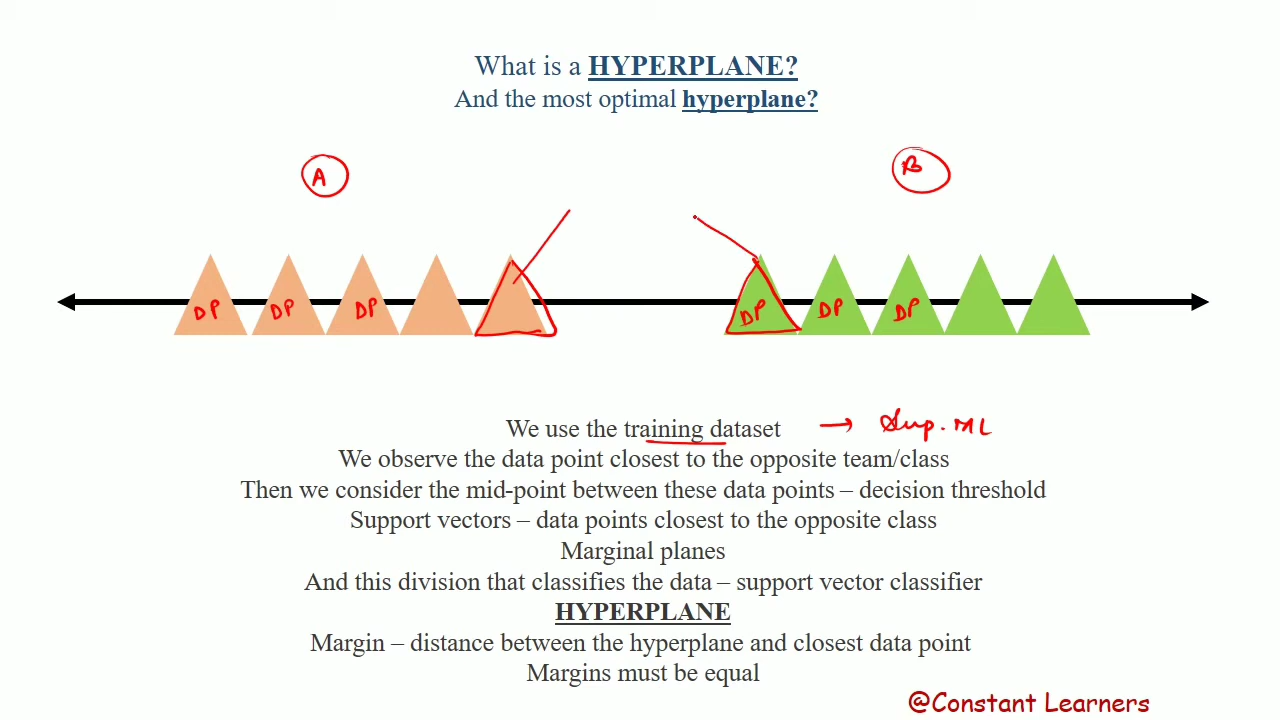 What is a HYPERPLANE?
And the most optimal hyperplane?
A
B
DP DP DP DP DP DP
We use the training dataset → Sup. ML
We observe the data point closest to the opposite team/class
Then we consider the mid-point between these data points – decision threshold
Support vectors – data points closest to the opposite class
Marginal planes
And this division that classifies the data – support vector classifier
HYPERPLANE
Margin – distance between the hyperplane and closest data point
Margins must be equal
@Constant Learners